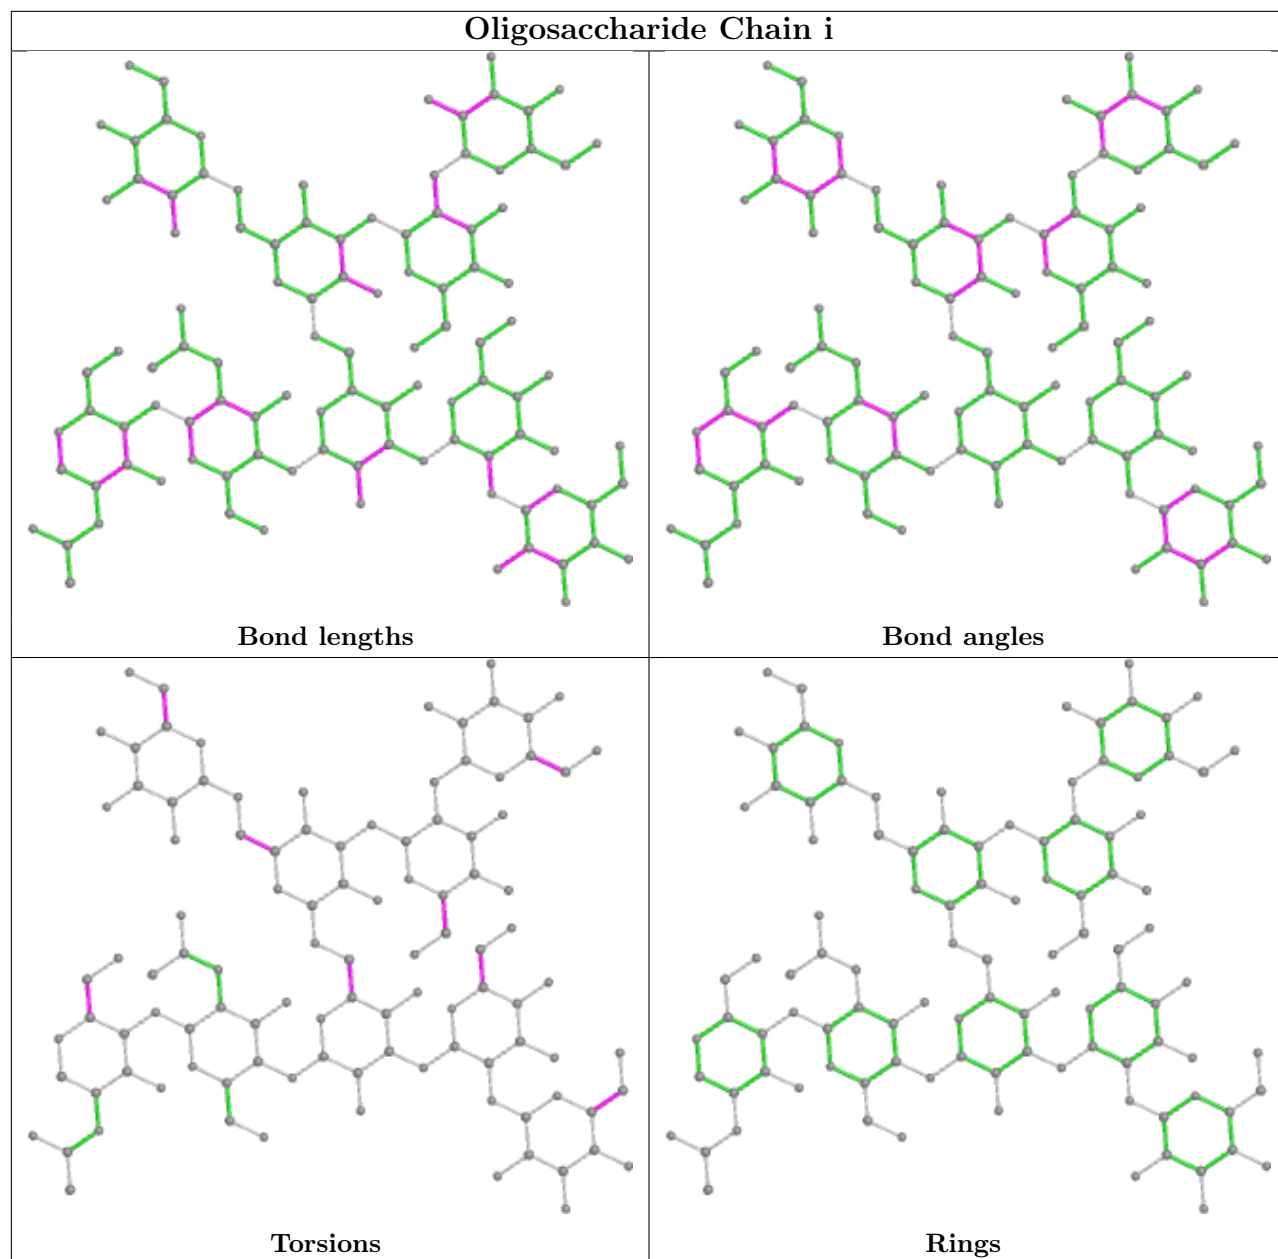 Oligosaccharide Chain i
Bond lengths
Bond angles
Torsions
Rings